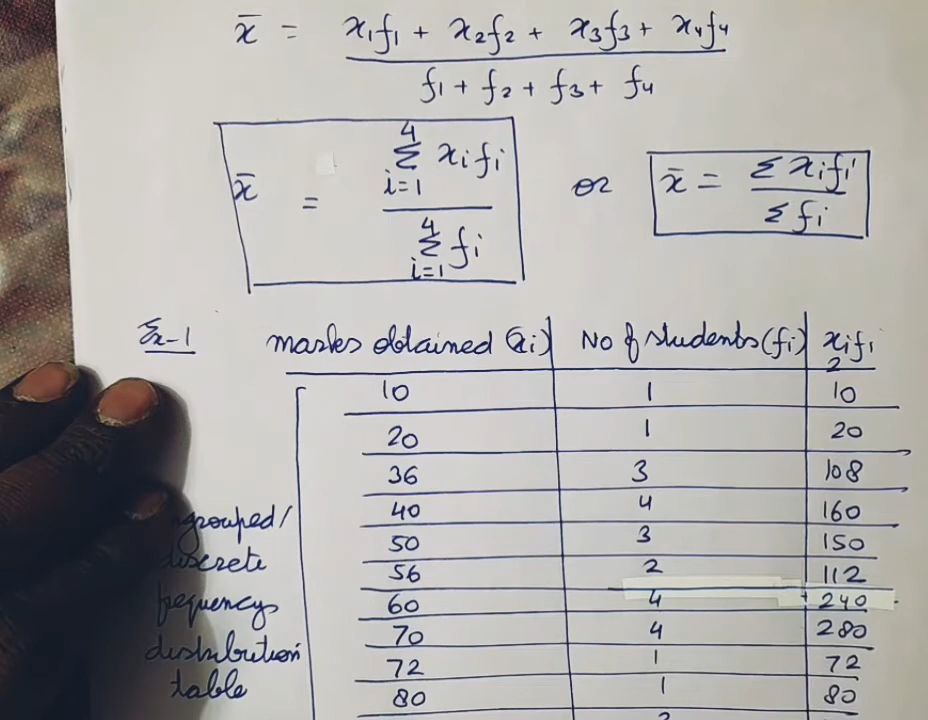 x̄ = x₁f₁ + x₂f₂ + x₃f₃ + x₄f₄
f₁ + f₂ + f₃ + f₄
x̄ = 4 Σ i=1 xᵢfᵢ / 4 Σ i=1 fᵢ or x̄ = Σxᵢfᵢ / Σfᵢ
Ex-1 marks obtained (xᵢ) No of students (fᵢ) xᵢfᵢ
2
10 1 10
20 1 20
36 3 108
40 4 160
50 3 150
56 2 112
60 4 240
70 4 280
72 1 72
80 1 80
grouped/
discrete
frequency
distribution
table